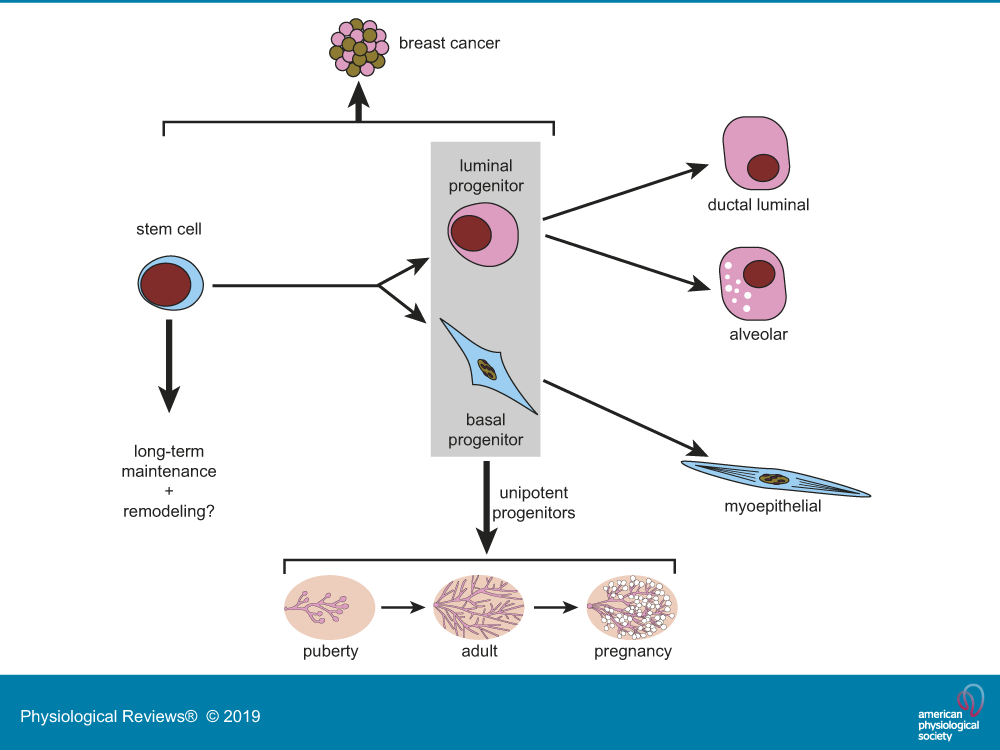 breast cancer
luminal
progenitor
stem cell
ductal luminal
alveolar
basal
progenitor
long-term
maintenance
+
remodeling?
unipotent
progenitors
myoepithelial
puberty
adult
pregnancy
Physiological Reviews® © 2019
american
physiological
society